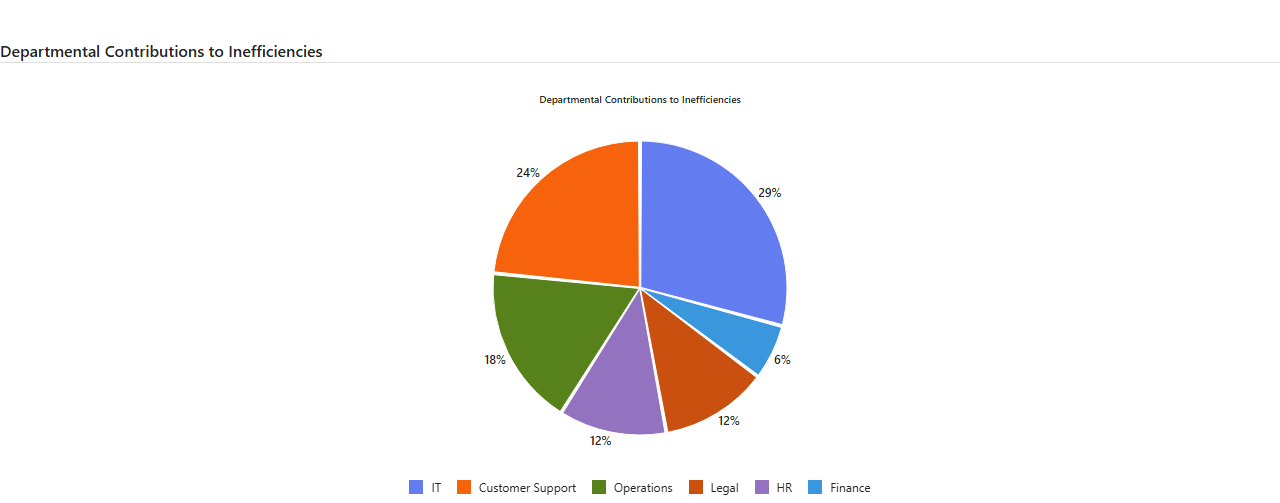 Departmental Contributions to Inefficiencies
Departmental Contributions to Inefficiencies
24%
29%
18%
6%
12%
12%
IT Customer Support Operations Legal HR Finance